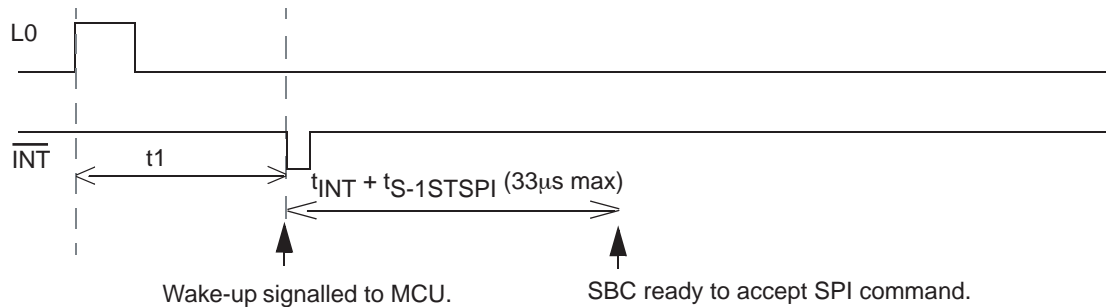 L0
INT
t1
tINT + tS-1STSPI (33μs max)
Wake-up signalled to MCU.
SBC ready to accept SPI command.